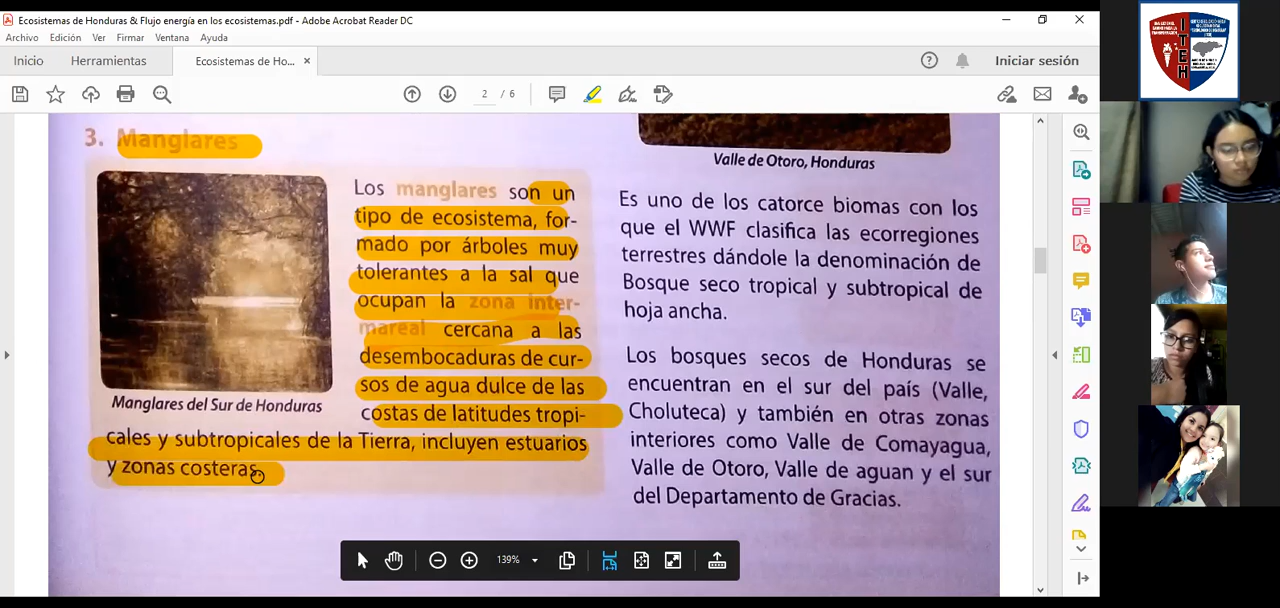 Ecosistemas de Honduras & Flujo energía en los ecosistemas.pdf - Adobe Acrobat Reader DC
Archivo Edición Ver Firmar Ventana Ayuda
Inicio Herramientas Ecosistemas de Ho... ×
Iniciar sesión
2 / 6
3. Manglares
Los manglares son un
tipo de ecosistema, for-
mado por árboles muy
tolerantes a la sal que
ocupan la zona inter-
mareal cercana a las
desembocaduras de cur-
sos de agua dulce de las
costas de latitudes tropi-
cales y subtropicales de la Tierra, incluyen estuarios
y zonas costeras.
Manglares del Sur de Honduras
Valle de Otoro, Honduras
Es uno de los catorce biomas con los
que el WWF clasifica las ecorregiones
terrestres dándole la denominación de
Bosque seco tropical y subtropical de
hoja ancha.
Los bosques secos de Honduras se
encuentran en el sur del país (Valle,
Choluteca) y también en otras zonas
interiores como Valle de Comayagua,
Valle de Otoro, Valle de aguan y el sur
del Departamento de Gracias.
139%
ITEH